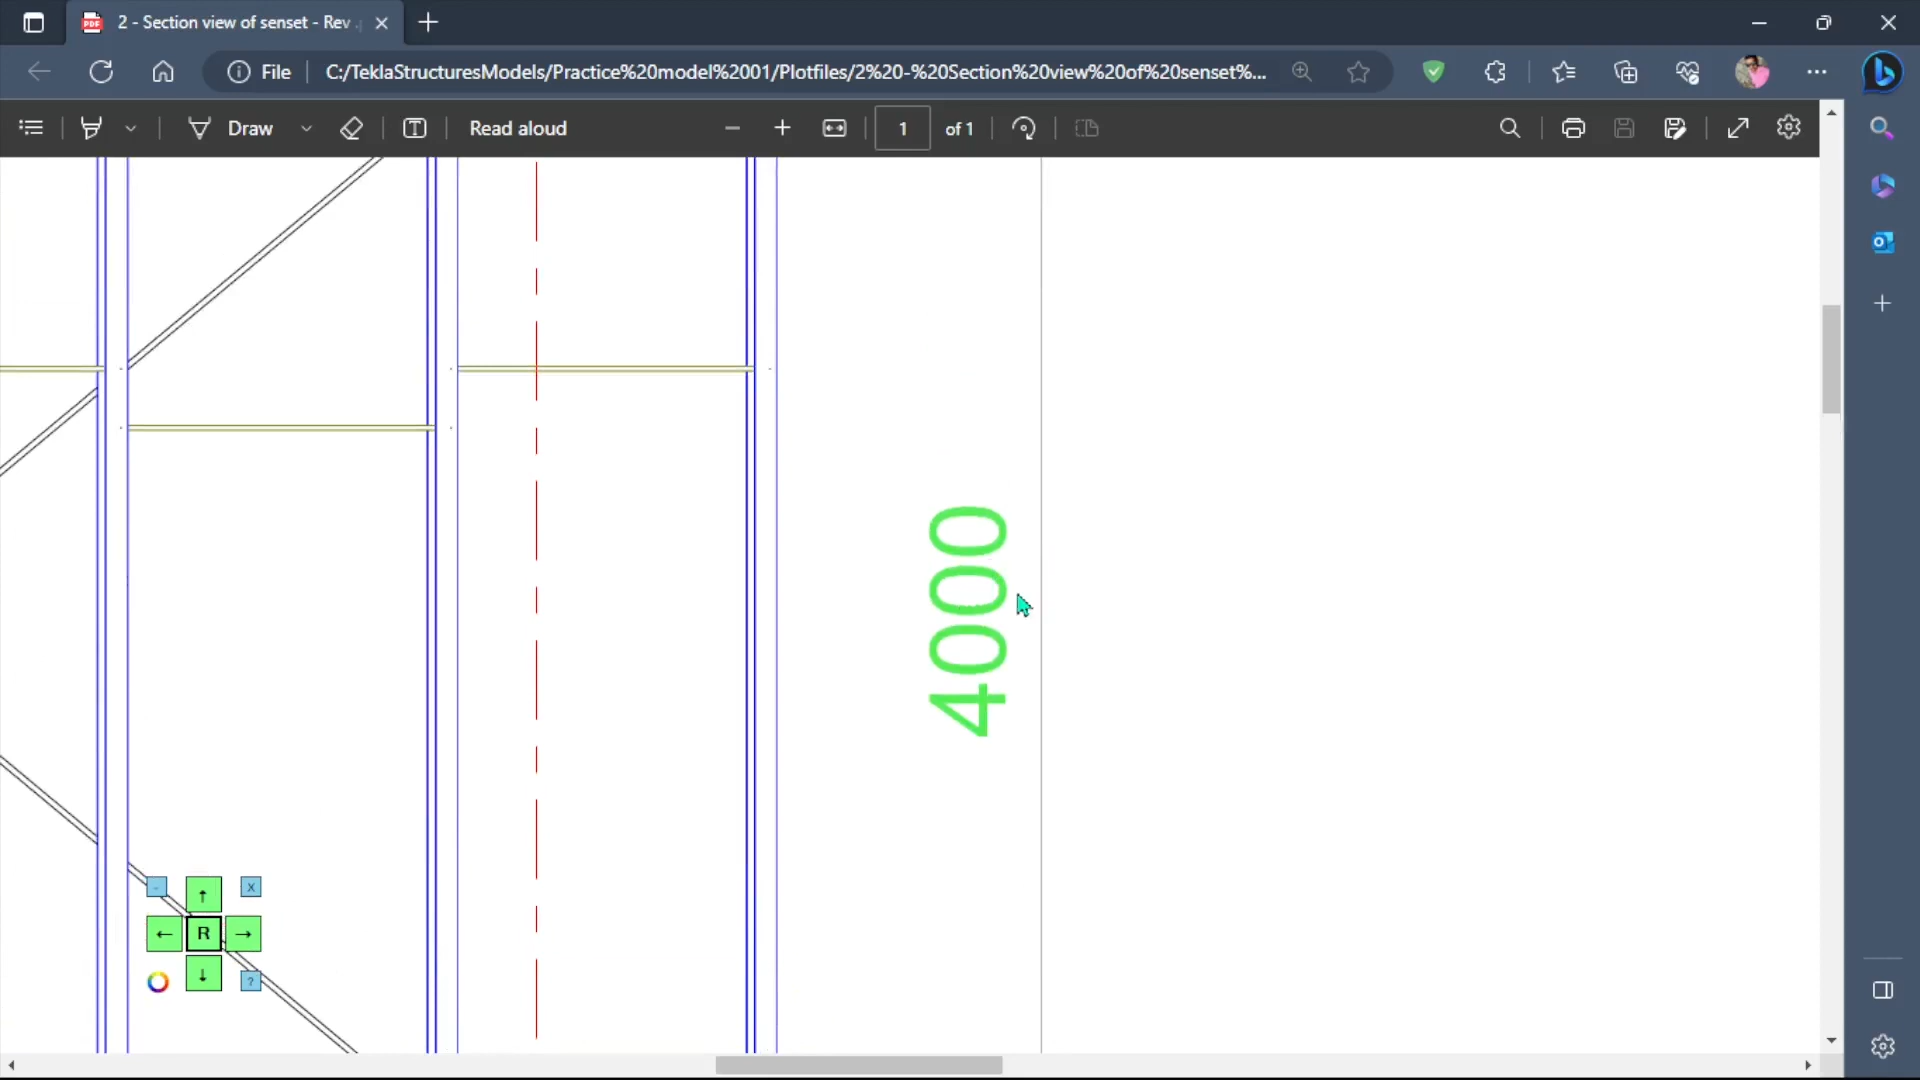 2 - Section view of senset - Rev
File
C:/TeklaStructuresModels/Practice%20model%2001/Plotfiles/2%20-%20Section%20view%20of%20senset%...
Draw
Read aloud
1
of 1
4000
-
X
↑
←
R
→
↓
?